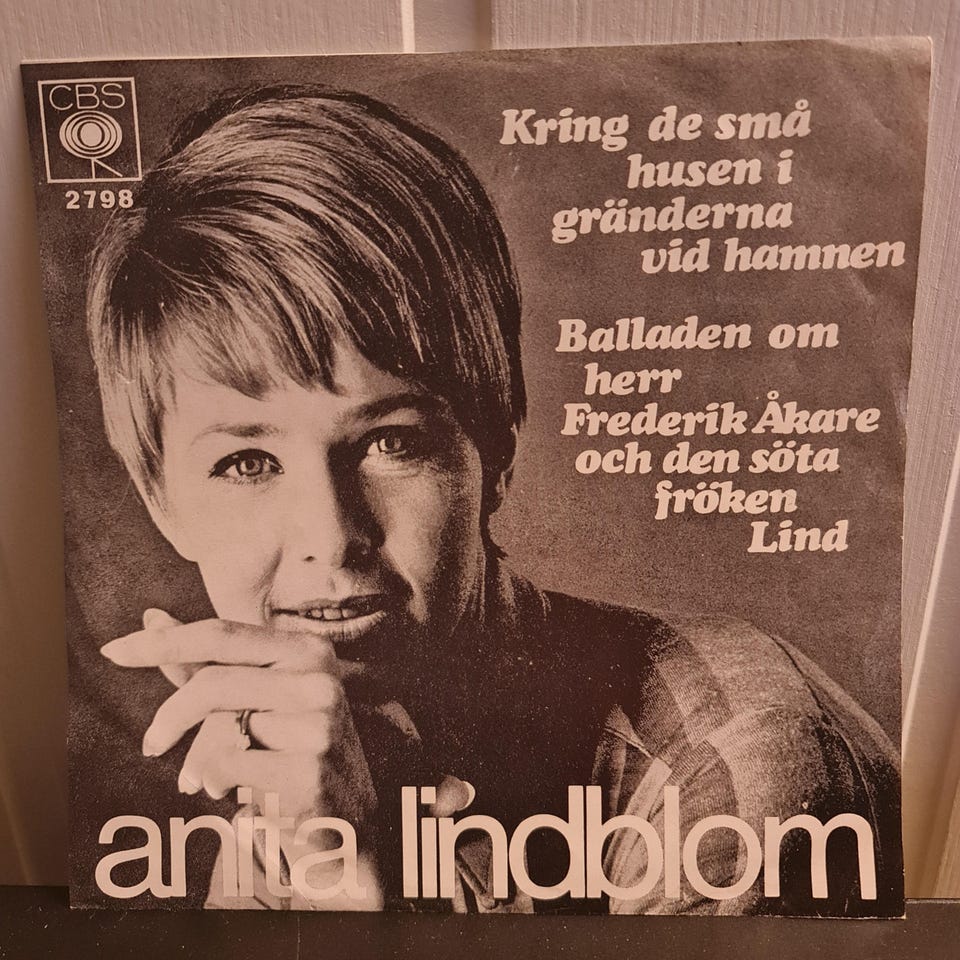 CBS
2798
Kring de små
husen i
gränderna
vid hamnen
Balladen om
herr
Frederik Åkare
och den söta
fröken
Lind
anita lindblom